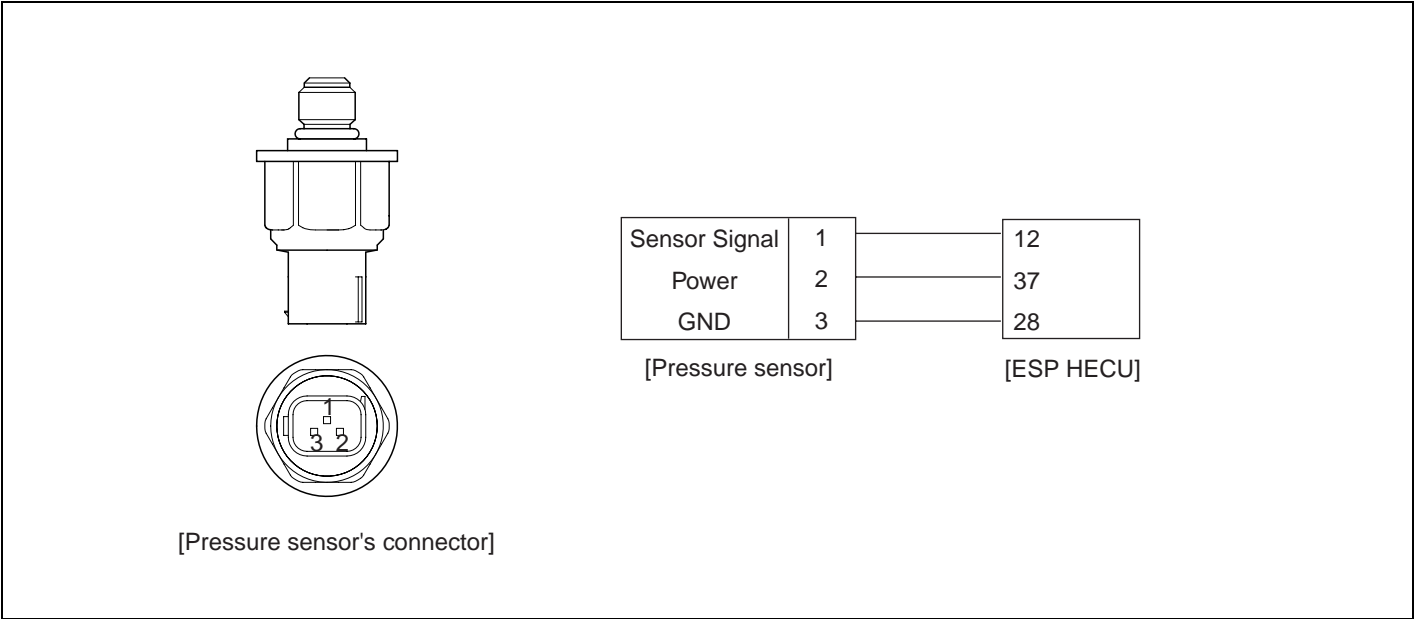 1
3 2
[Pressure sensor's connector]
Sensor Signal 1
Power 2
GND 3
[Pressure sensor]
12
37
28
[ESP HECU]